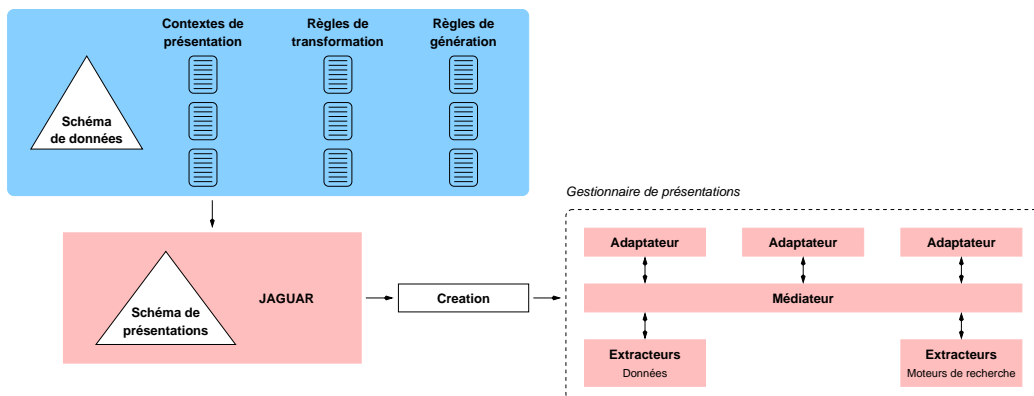 Contextes de
présentation
Règles de
transformation
Règles de
génération
Schéma
de données
Gestionnaire de présentations
Adaptateur
Adaptateur
Adaptateur
Schéma de
présentations
JAGUAR
Creation
Médiateur
Extracteurs
Données
Extracteurs
Moteurs de recherche